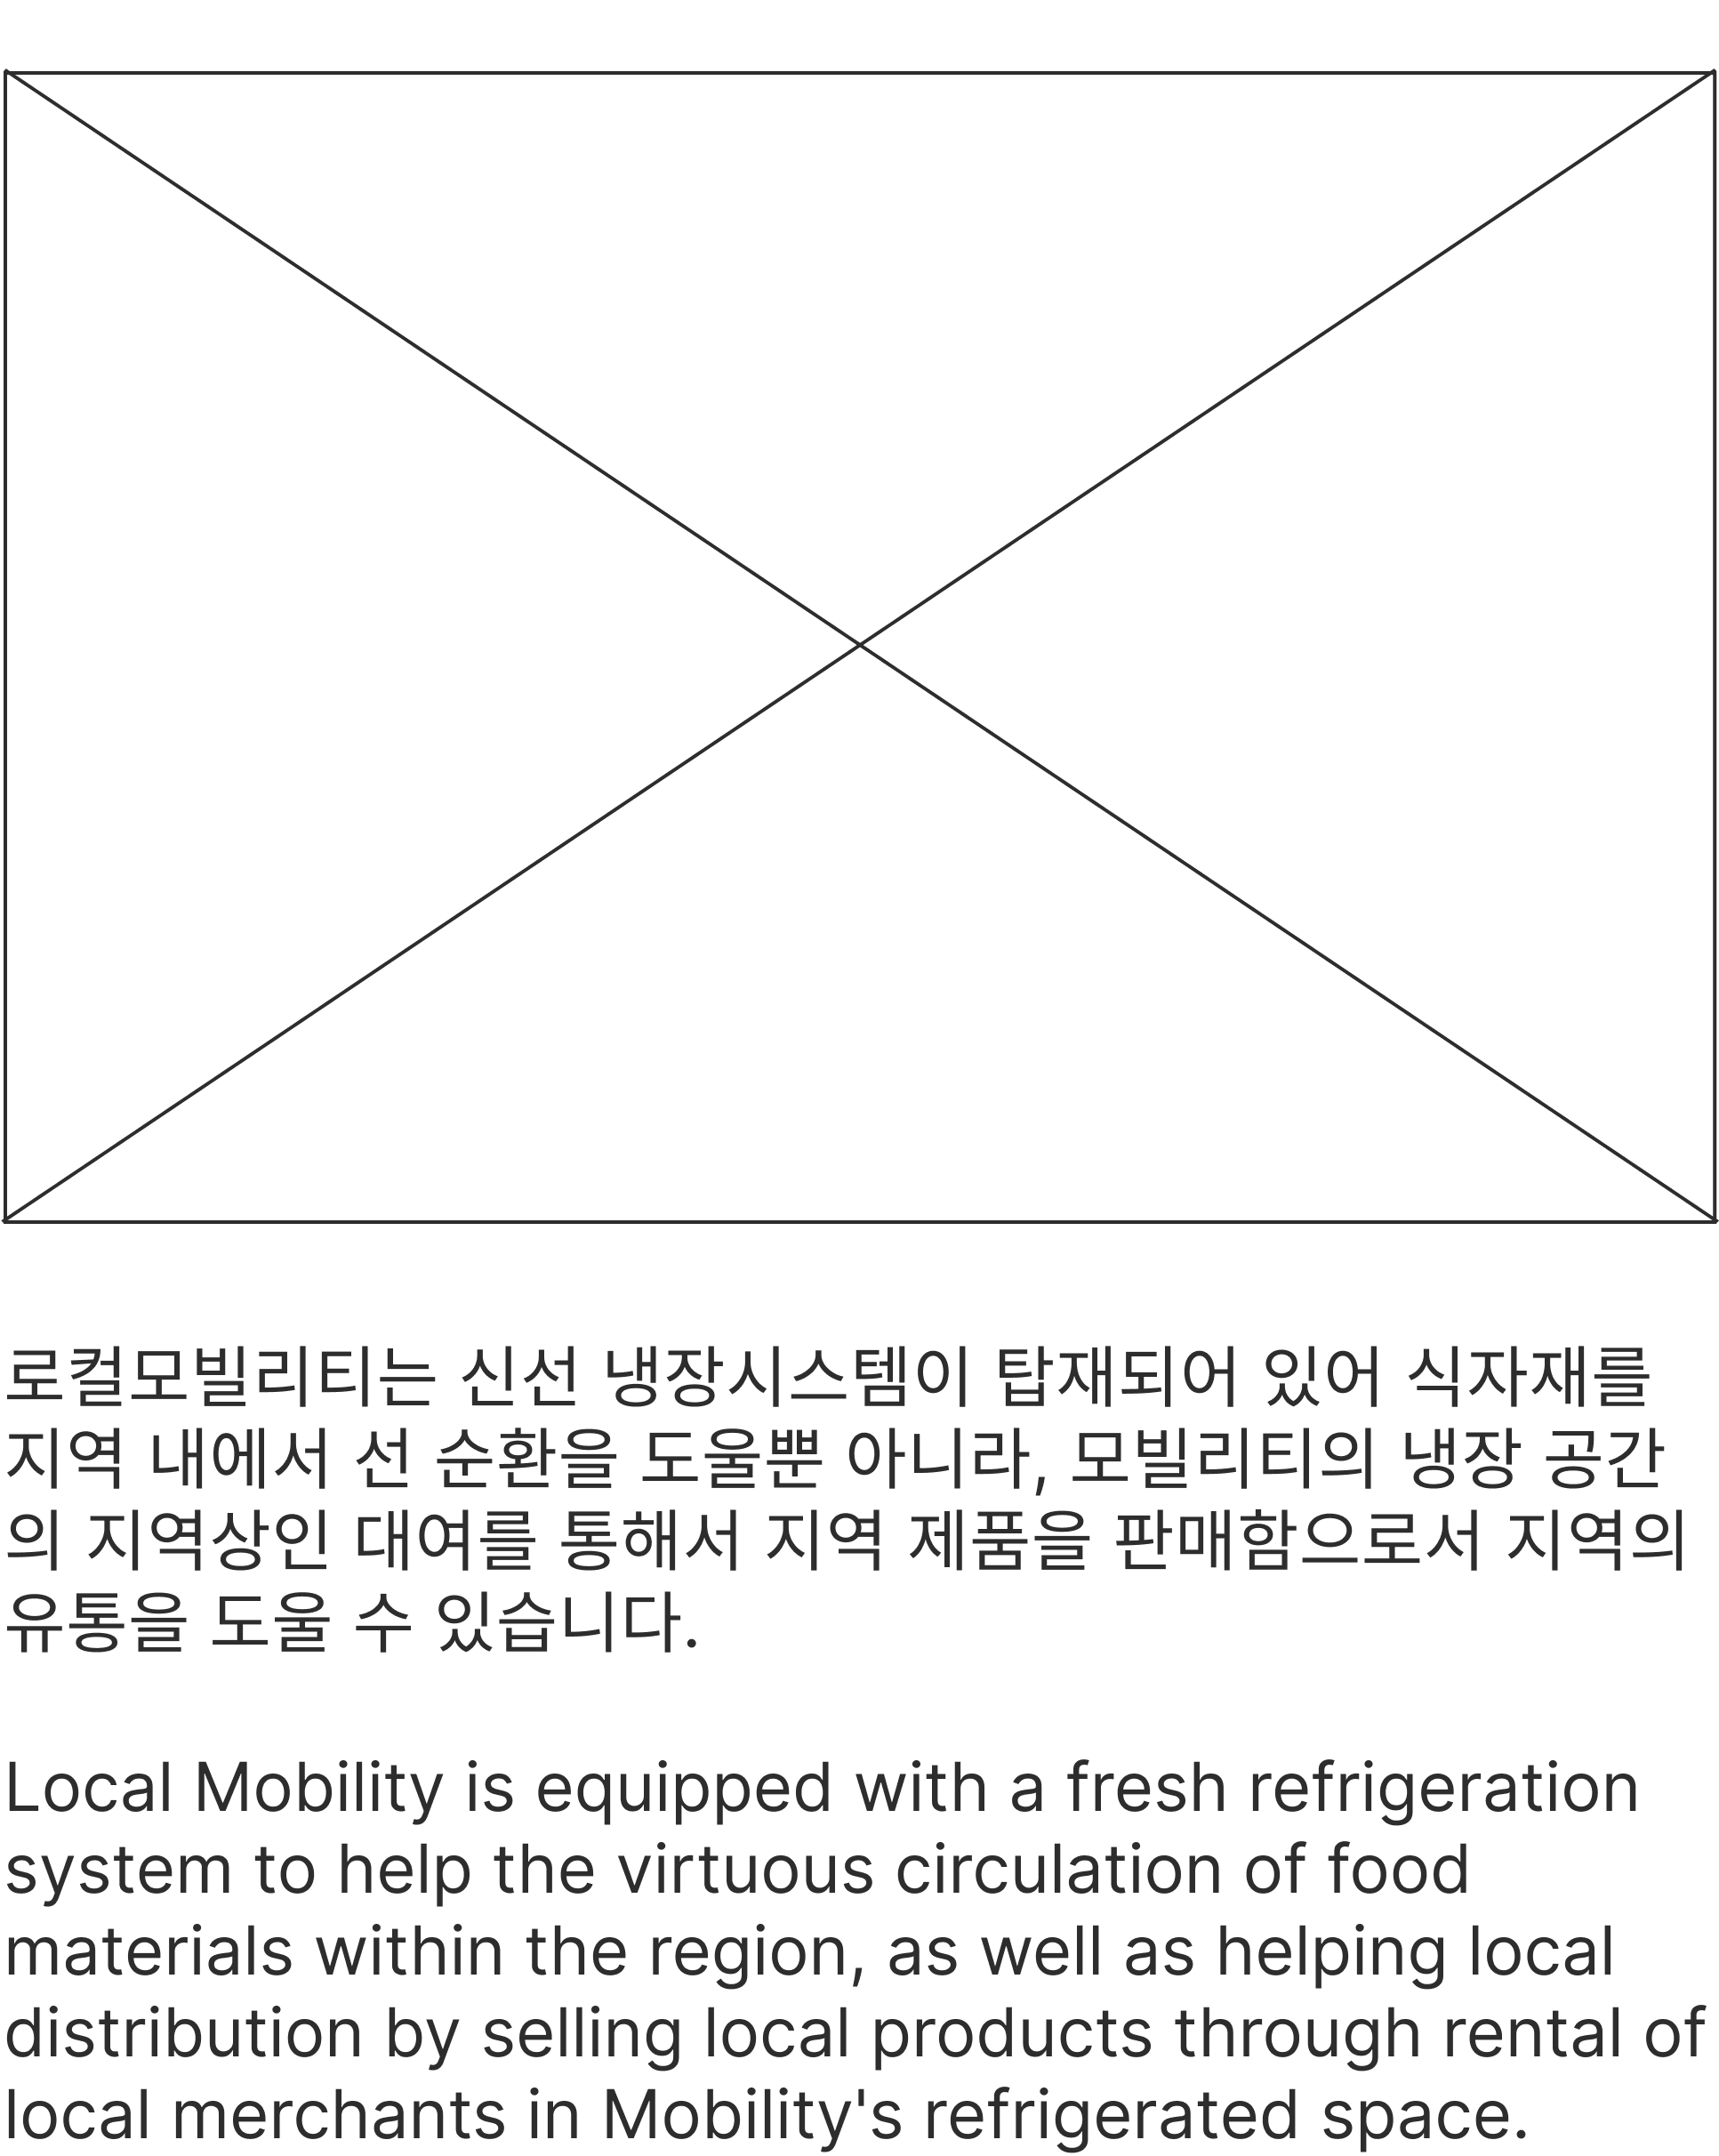 로컬모빌리티는 신선 냉장시스템이 탑재되어 있어 식자재를
지역 내에서 선 순환을 도울뿐 아니라, 모빌리티의 냉장 공간
의 지역상인 대여를 통해서 지역 제품을 판매함으로서 지역의
유통을 도울 수 있습니다.
Local Mobility is equipped with a fresh refrigeration
system to help the virtuous circulation of food
materials within the region, as well as helping local
distribution by selling local products through rental of
local merchants in Mobility's refrigerated space.